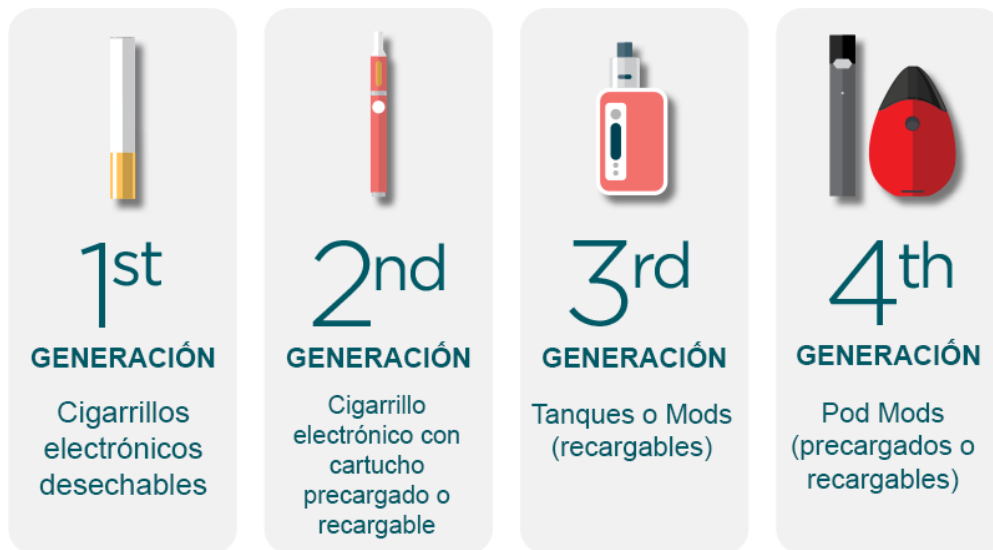 1st
GENERACIÓN
Cigarrillos
electrónicos
desechables
2nd
GENERACIÓN
Cigarrillo
electrónico con
cartucho
precargado o
recargable
3rd
GENERACIÓN
Tanques o Mods
(recargables)
4th
GENERACIÓN
Pod Mods
(precargados o
recargables)